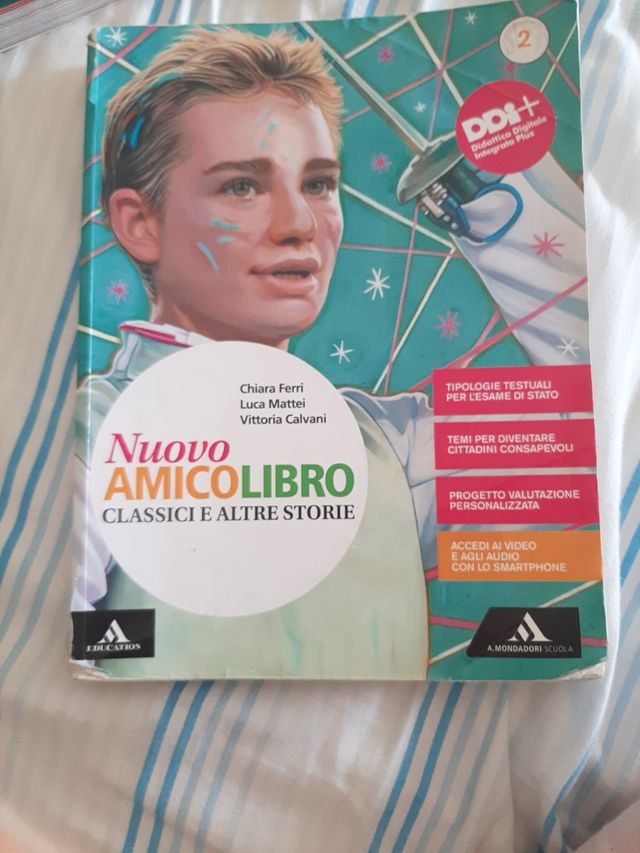 2
DDi+
Didattica Digitale
Integrata Plus
TIPOLOGIE TESTUALI
PER L'ESAME DI STATO
Chiara Ferri
Luca Mattei
Vittoria Calvani
TEMI PER DIVENTARE
CITTADINI CONSAPEVOLI
Nuovo
AMICOLIBRO
CLASSICI E ALTRE STORIE
PROGETTO VALUTAZIONE
PERSONALIZZATA
ACCEDI AI VIDEO
E AGLI AUDIO
CON LO SMARTPHONE
EDUCATION
A. MONDADORI SCUOLA